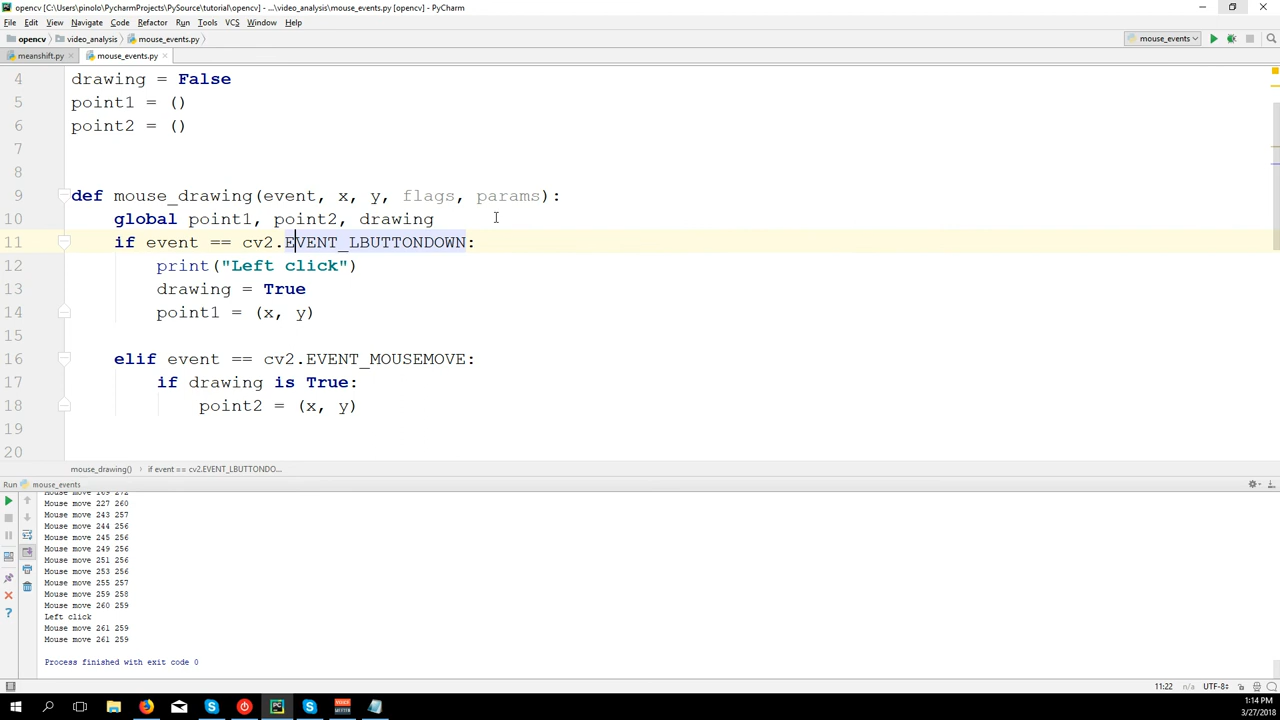 opencv [C:\Users\pinolo\PycharmProjects\PySource\tutorial\opencv] - ...\video_analysis\mouse_events.py [opencv] - PyCharm
File Edit View Navigate Code Refactor Run Tools VCS Window Help
opencv video_analysis mouse_events.py mouse_events
meanshift.py mouse_events.py
4 drawing = False
5 point1 = ()
6 point2 = ()
7
8
9 def mouse_drawing(event, x, y, flags, params):
10 global point1, point2, drawing
11 if event == cv2.EVENT_LBUTTONDOWN:
12 print("Left click")
13 drawing = True
14 point1 = (x, y)
15
16 elif event == cv2.EVENT_MOUSEMOVE:
17 if drawing is True:
18 point2 = (x, y)
19
20
mouse_drawing() if event == cv2.EVENT_LBUTTONDO...
Run mouse_events
Mouse move 169 272
Mouse move 227 260
Mouse move 243 257
Mouse move 244 256
Mouse move 245 256
Mouse move 249 256
Mouse move 251 256
Mouse move 253 256
Mouse move 255 257
Mouse move 259 258
Mouse move 260 259
Left click
Mouse move 261 259
Mouse move 261 259
Process finished with exit code 0
11:22 n/a UTF-8
1:14 PM
3/27/2018